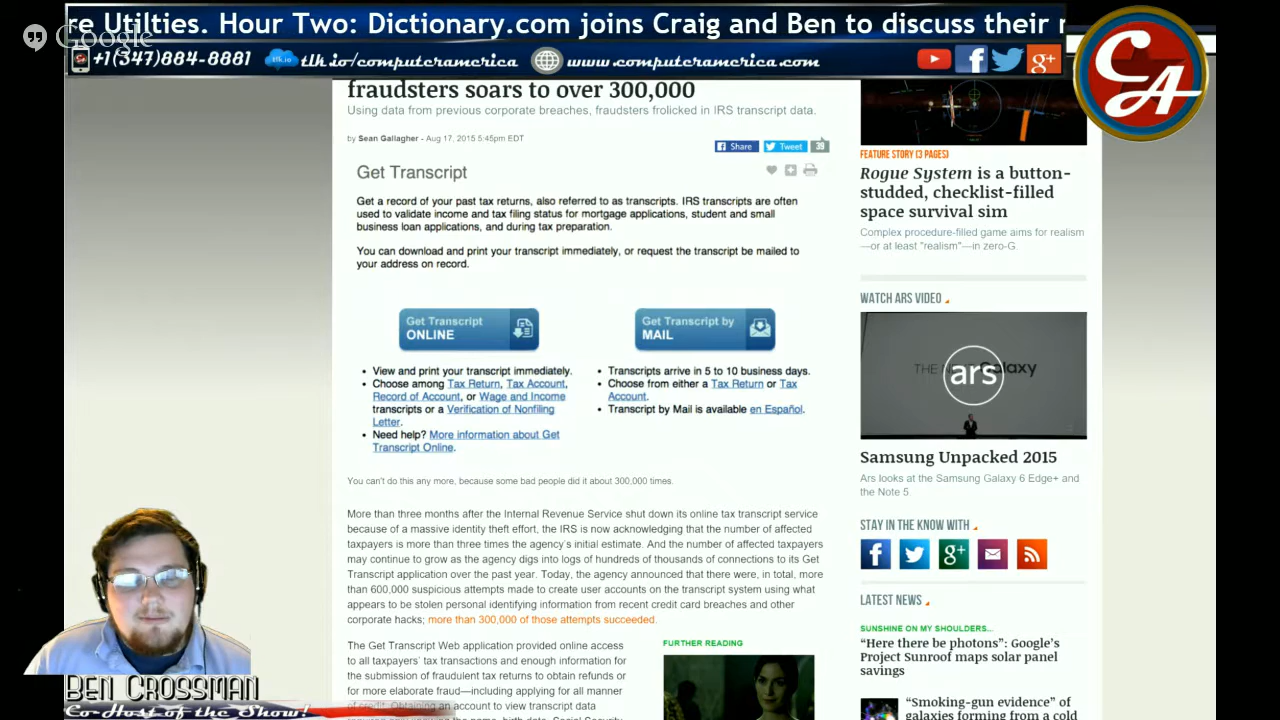 re Utilties. Hour Two: Dictionary.com joins Craig and Ben to discuss their r
Google
+1(347)884-8881
tlk.io
tlk.io/computeramerica
www.computeramerica.com
CA
fraudsters soars to over 300,000
Using data from previous corporate breaches, fraudsters frolicked in IRS transcript data.
by Sean Gallagher - Aug 17, 2015 5:45pm EDT
Share
Tweet
39
Get Transcript
Get a record of your past tax returns, also referred to as transcripts. IRS transcripts are often
used to validate income and tax filing status for mortgage applications, student and small
business loan applications, and during tax preparation.
You can download and print your transcript immediately, or request the transcript be mailed to
your address on record.
Get Transcript
ONLINE
• View and print your transcript immediately.
• Choose among Tax Return, Tax Account,
Record of Account, or Wage and Income
transcripts or a Verification of Nonfiling
Letter.
• Need help? More information about Get
Transcript Online.
Get Transcript by
MAIL
• Transcripts arrive in 5 to 10 business days.
• Choose from either a Tax Return or Tax
Account.
• Transcript by Mail is available en Español.
You can't do this any more, because some bad people did it about 300,000 times.
More than three months after the Internal Revenue Service shut down its online tax transcript service
because of a massive identity theft effort, the IRS is now acknowledging that the number of affected
taxpayers is more than three times the agency's initial estimate. And the number of affected taxpayers
may continue to grow as the agency digs into logs of hundreds of thousands of connections to its Get
Transcript application over the past year. Today, the agency announced that there were, in total, more
than 600,000 suspicious attempts made to create user accounts on the transcript system using what
appears to be stolen personal identifying information from recent credit card breaches and other
corporate hacks; more than 300,000 of those attempts succeeded.
The Get Transcript Web application provided online access
to all taxpayers' tax transactions and enough information for
the submission of fraudulent tax returns to obtain refunds or
for more elaborate fraud—including applying for all manner
of credit. Obtaining an account to view transcript data
FURTHER READING
FEATURE STORY (3 PAGES)
Rogue System is a button-
studded, checklist-filled
space survival sim
Complex procedure-filled game aims for realism
—or at least "realism"—in zero-G.
WATCH ARS VIDEO
THE N Galaxy
ars
Samsung Unpacked 2015
Ars looks at the Samsung Galaxy 6 Edge+ and
the Note 5
STAY IN THE KNOW WITH
LATEST NEWS
SUNSHINE ON MY SHOULDERS...
“Here there be photons”: Google's
Project Sunroof maps solar panel
savings
“Smoking-gun evidence” of
galaxies forming from a cold
BEN CROSSMAN
Co-Host of the Show!